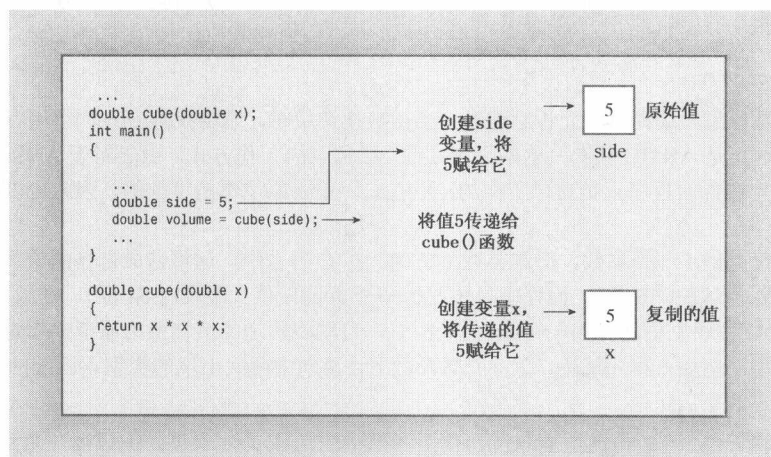 ...
double cube(double x);
int main()
{
...
double side = 5;
double volume = cube(side);
...
}
double cube(double x)
{
return x * x * x;
}
创建side
变量，将
5赋给它
5
原始值
side
将值5传递给
cube()函数
创建变量x，
将传递的值
5赋给它
5
复制的值
x